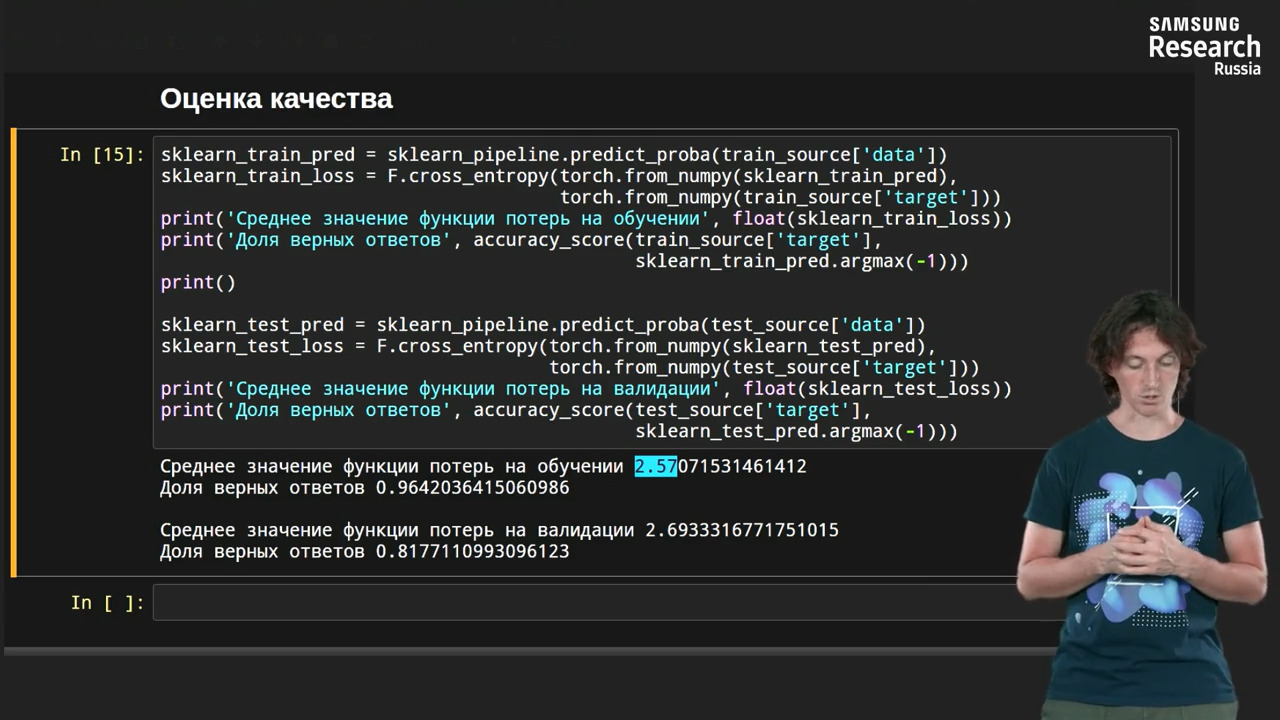 SAMSUNG
Research
Russia
Оценка качества
In [15]:
sklearn_train_pred = sklearn_pipeline.predict_proba(train_source['data'])
sklearn_train_loss = F.cross_entropy(torch.from_numpy(sklearn_train_pred),
torch.from_numpy(train_source['target']))
print('Среднее значение функции потерь на обучении', float(sklearn_train_loss))
print('Доля верных ответов', accuracy_score(train_source['target'],
sklearn_train_pred.argmax(-1)))
print()
sklearn_test_pred = sklearn_pipeline.predict_proba(test_source['data'])
sklearn_test_loss = F.cross_entropy(torch.from_numpy(sklearn_test_pred),
torch.from_numpy(test_source['target']))
print('Среднее значение функции потерь на валидации', float(sklearn_test_loss))
print('Доля верных ответов', accuracy_score(test_source['target'],
sklearn_test_pred.argmax(-1)))
Среднее значение функции потерь на обучении 2.57071531461412
Доля верных ответов 0.9642036415060986
Среднее значение функции потерь на валидации 2.6933316771751015
Доля верных ответов 0.8177110993096123
In [ ]: